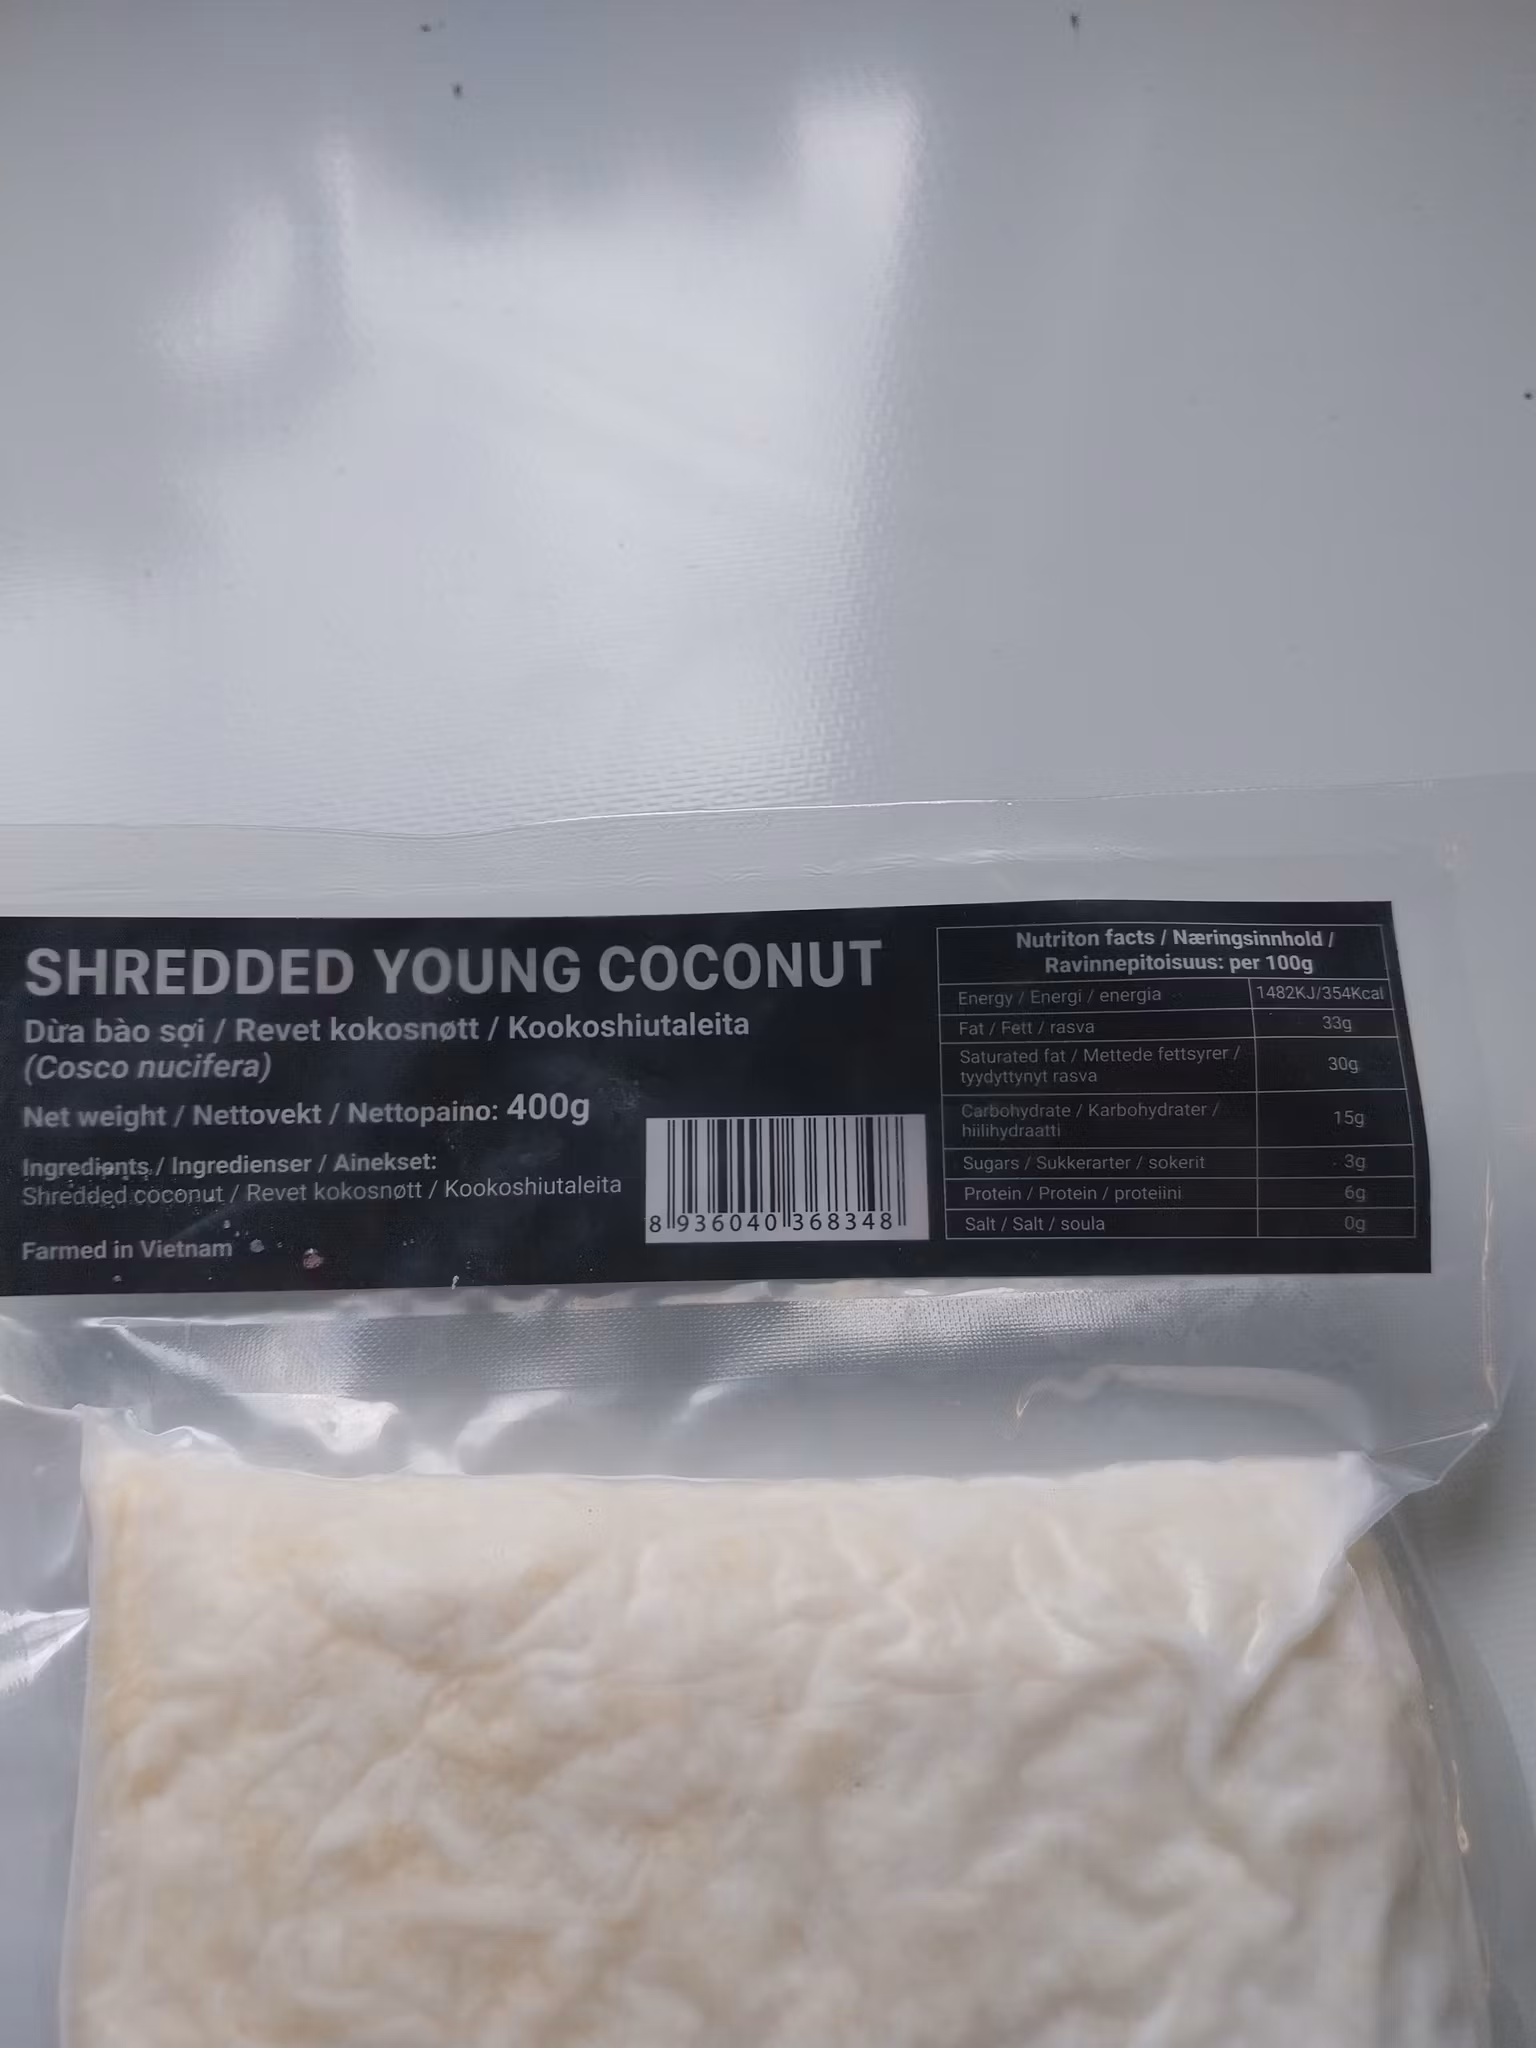 SHREDDED YOUNG COCONUT
Dừa bào sợi / Revet kokosnøtt / Kookoshiutaleita
(Cosco nucifera)
Net weight / Nettovekt / Nettopaino: 400g
Ingredients / Ingredienser / Ainekset:
Shredded coconut / Revet kokosnøtt / Kookoshiutaleita
Farmed in Vietnam
8 936040 368348
Nutriton facts / Næringsinnhold /
Ravinnepitoisuus: per 100g
Energy / Energi / energia 1482KJ/354Kcal
Fat / Fett / rasva 33g
Saturated fat / Mettede fettsyrer /
tyydyttynyt rasva 30g
Carbohydrate / Karbohydrater /
hiilihydraatti 15g
Sugars / Sukkerarter / sokerit 3g
Protein / Protein / proteiini 6g
Salt / Salt / soula 0g